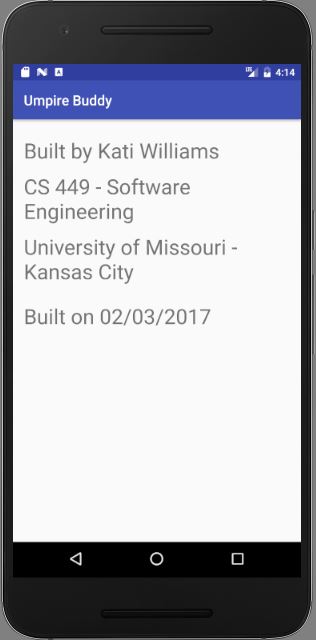 4:14
Umpire Buddy
Built by Kati Williams
CS 449 - Software
Engineering
University of Missouri -
Kansas City
Built on 02/03/2017